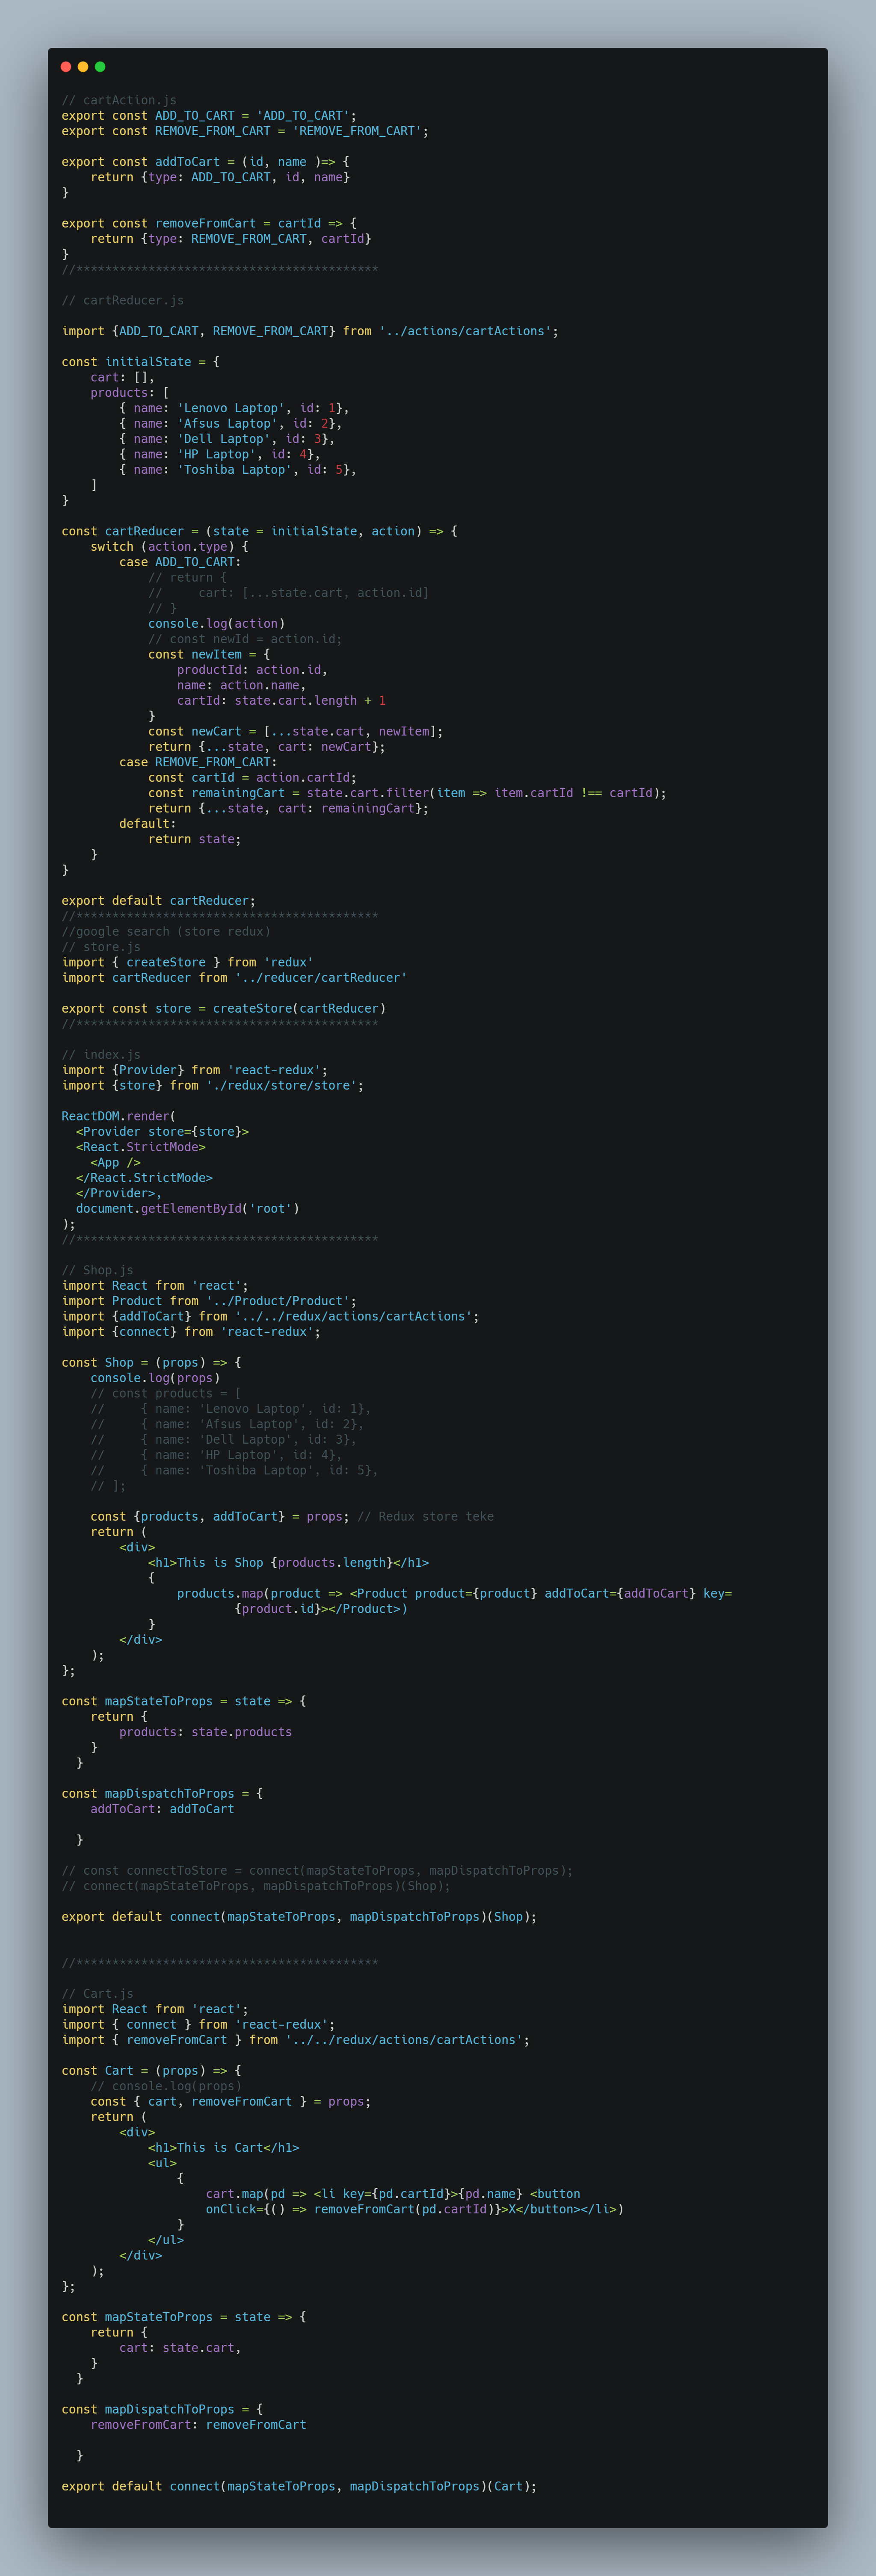 // cartAction.js
export const ADD_TO_CART = 'ADD_TO_CART';
export const REMOVE_FROM_CART = 'REMOVE_FROM_CART';

export const addToCart = (id, name )=> {
    return {type: ADD_TO_CART, id, name}
}

export const removeFromCart = cartId => {
    return {type: REMOVE_FROM_CART, cartId}
}
//******************************************

// cartReducer.js

import {ADD_TO_CART, REMOVE_FROM_CART} from '../actions/cartActions';

const initialState = {
    cart: [],
    products: [
        { name: 'Lenovo Laptop', id: 1},
        { name: 'Afsus Laptop', id: 2},
        { name: 'Dell Laptop', id: 3},
        { name: 'HP Laptop', id: 4},
        { name: 'Toshiba Laptop', id: 5},
    ]
}

const cartReducer = (state = initialState, action) => {
    switch (action.type) {
        case ADD_TO_CART:
            // return {
            //     cart: [...state.cart, action.id]
            // }
            console.log(action)
            // const newId = action.id;
            const newItem = {
                productId: action.id,
                name: action.name,
                cartId: state.cart.length + 1
            }
            const newCart = [...state.cart, newItem];
            return {...state, cart: newCart};
        case REMOVE_FROM_CART:
            const cartId = action.cartId;
            const remainingCart = state.cart.filter(item => item.cartId !== cartId);
            return {...state, cart: remainingCart};
        default:
            return state;
    }
}

export default cartReducer;
//******************************************
//google search (store redux)
// store.js
import { createStore } from 'redux'
import cartReducer from '../reducer/cartReducer'

export const store = createStore(cartReducer)
//******************************************

// index.js
import {Provider} from 'react-redux';
import {store} from './redux/store/store';

ReactDOM.render(
  <Provider store={store}>
  <React.StrictMode>
    <App />
  </React.StrictMode>
  </Provider>,
  document.getElementById('root')
);
//******************************************

// Shop.js
import React from 'react';
import Product from '../Product/Product';
import {addToCart} from '../../redux/actions/cartActions';
import {connect} from 'react-redux';

const Shop = (props) => {
    console.log(props)
    // const products = [
    //     { name: 'Lenovo Laptop', id: 1},
    //     { name: 'Afsus Laptop', id: 2},
    //     { name: 'Dell Laptop', id: 3},
    //     { name: 'HP Laptop', id: 4},
    //     { name: 'Toshiba Laptop', id: 5},
    // ];

    const {products, addToCart} = props; // Redux store teke
    return (
        <div>
            <h1>This is Shop {products.length}</h1>
            {
                products.map(product => <Product product={product} addToCart={addToCart} key=
                        {product.id}></Product>)
            }
        </div>
    );
};

const mapStateToProps = state => {
    return {
        products: state.products
    }
  }

const mapDispatchToProps = {
    addToCart: addToCart

  }

// const connectToStore = connect(mapStateToProps, mapDispatchToProps);
// connect(mapStateToProps, mapDispatchToProps)(Shop);

export default connect(mapStateToProps, mapDispatchToProps)(Shop);


//******************************************

// Cart.js
import React from 'react';
import { connect } from 'react-redux';
import { removeFromCart } from '../../redux/actions/cartActions';

const Cart = (props) => {
    // console.log(props)
    const { cart, removeFromCart } = props;
    return (
        <div>
            <h1>This is Cart</h1>
            <ul>
                {
                    cart.map(pd => <li key={pd.cartId}>{pd.name} <button
                    onClick={() => removeFromCart(pd.cartId)}>X</button></li>)
                }
            </ul>
        </div>
    );
};

const mapStateToProps = state => {
    return {
        cart: state.cart,
    }
  }

const mapDispatchToProps = {
    removeFromCart: removeFromCart

  }

export default connect(mapStateToProps, mapDispatchToProps)(Cart);